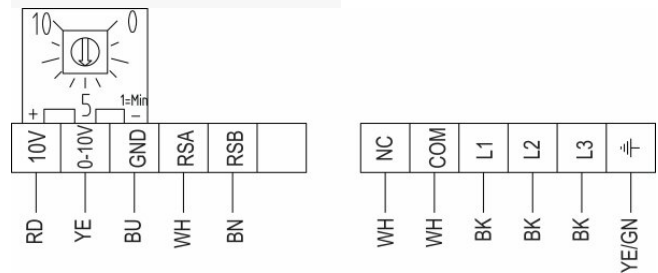 10 0
5 1=Min
+ -
10V 0-10V GND RSA RSB NC COM L1 L2 L3
RD YE BU WH BN WH WH BK BK BK YE/GN